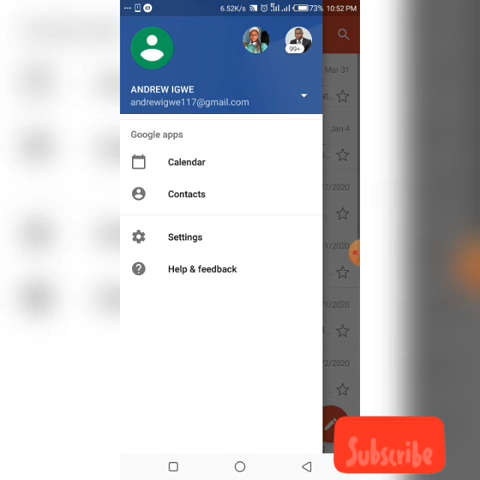 6.52K/s 73% 10:52 PM
99+
ANDREW IGWE
andrewigwe117@gmail.com
Mar 31
Google apps
Jan 4
Calendar
Contacts
Settings
Help & feedback
Subscribe